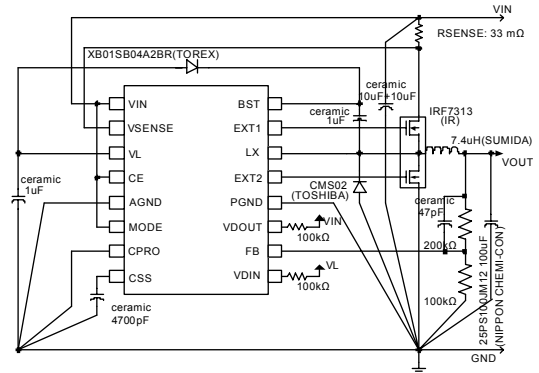 VIN
RSENSE: 33 mΩ
XB01SB04A2BR(TOREX)
ceramic
10uF+10uF
ceramic
1uF
IRF7313
(IR)
7.4uH(SUMIDA)
VOUT
VIN
VSENSE
VL
CE
AGND
MODE
CPRO
CSS
BST
EXT1
LX
EXT2
PGND
VDOUT
FB
VDIN
ceramic
1uF
CMS02
(TOSHIBA)
VIN
100kΩ
VL
100kΩ
ceramic
47pF
200kΩ
100kΩ
25PS100JM12 100uF
(NIPPON CHEMI-CON)
ceramic
4700pF
GND